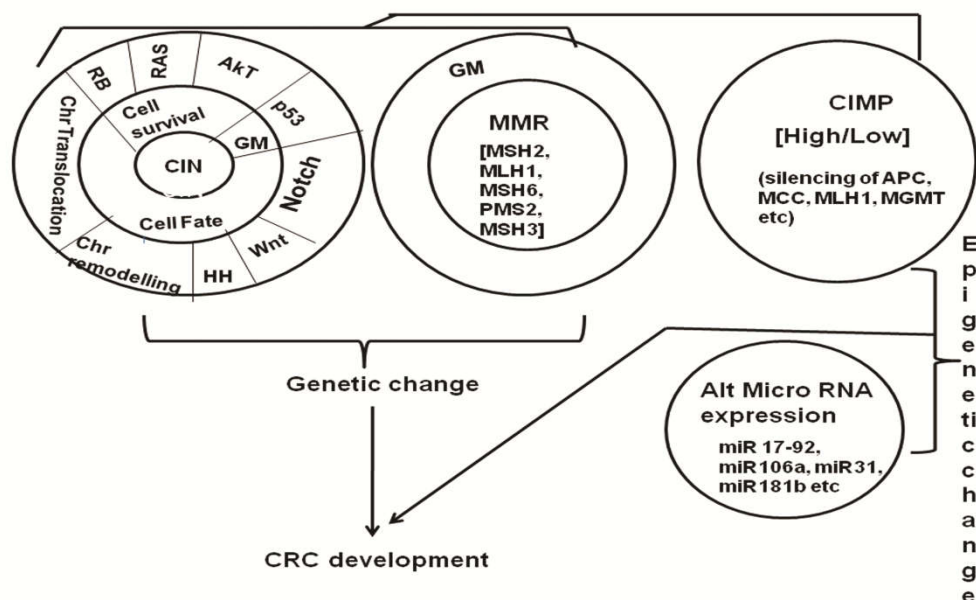 RB
RAS
AkT
p53
Chr Translocation
Cell
survival
GM
CIN
Notch
Cell Fate
Chr
remodelling
HH
Wnt
GM
MMR
[MSH2,
MLH1,
MSH6,
PMS2,
MSH3]
CIMP
[High/Low]
(silencing of APC,
MCC, MLH1, MGMT
etc)
Genetic change
Alt Micro RNA
expression
miR 17-92,
miR106a, miR31,
miR181b etc
CRC development
Epigenetic change